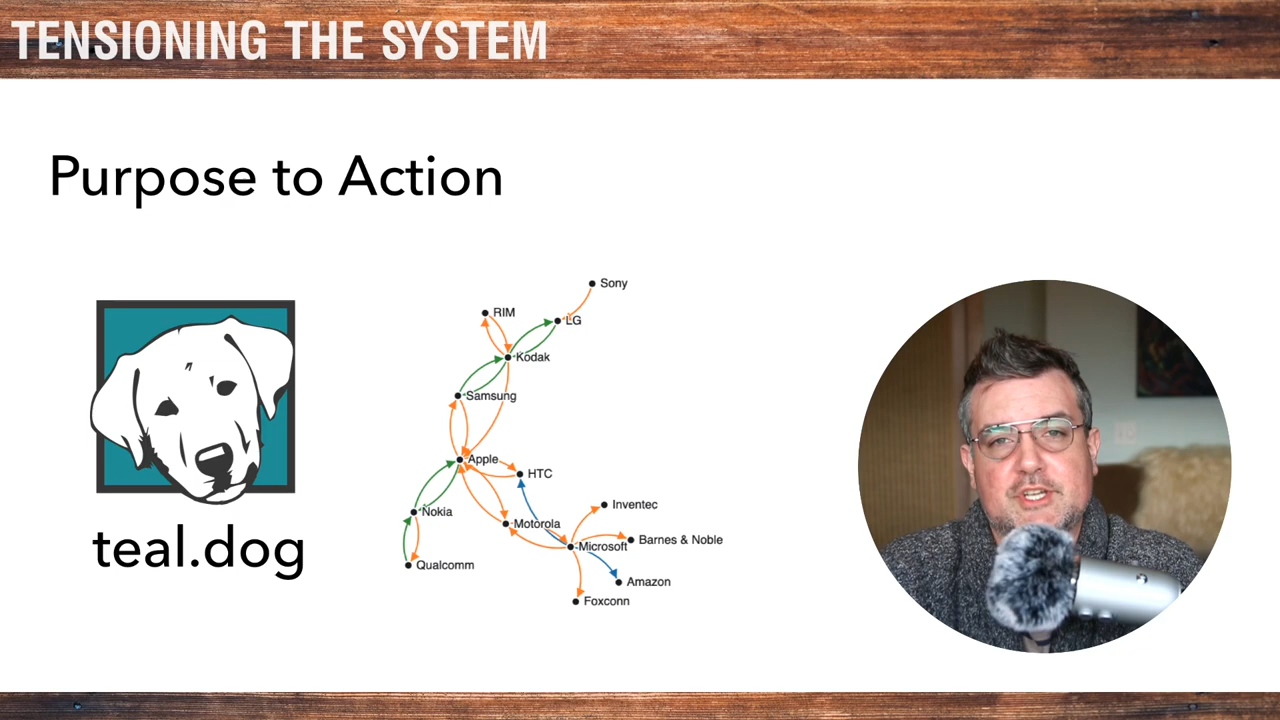 TENSIONING THE SYSTEM
Purpose to Action
teal.dog
Sony
RIM
LG
Kodak
Samsung
Apple
HTC
Nokia
Motorola
Inventec
Microsoft
Barnes & Noble
Qualcomm
Amazon
Foxconn